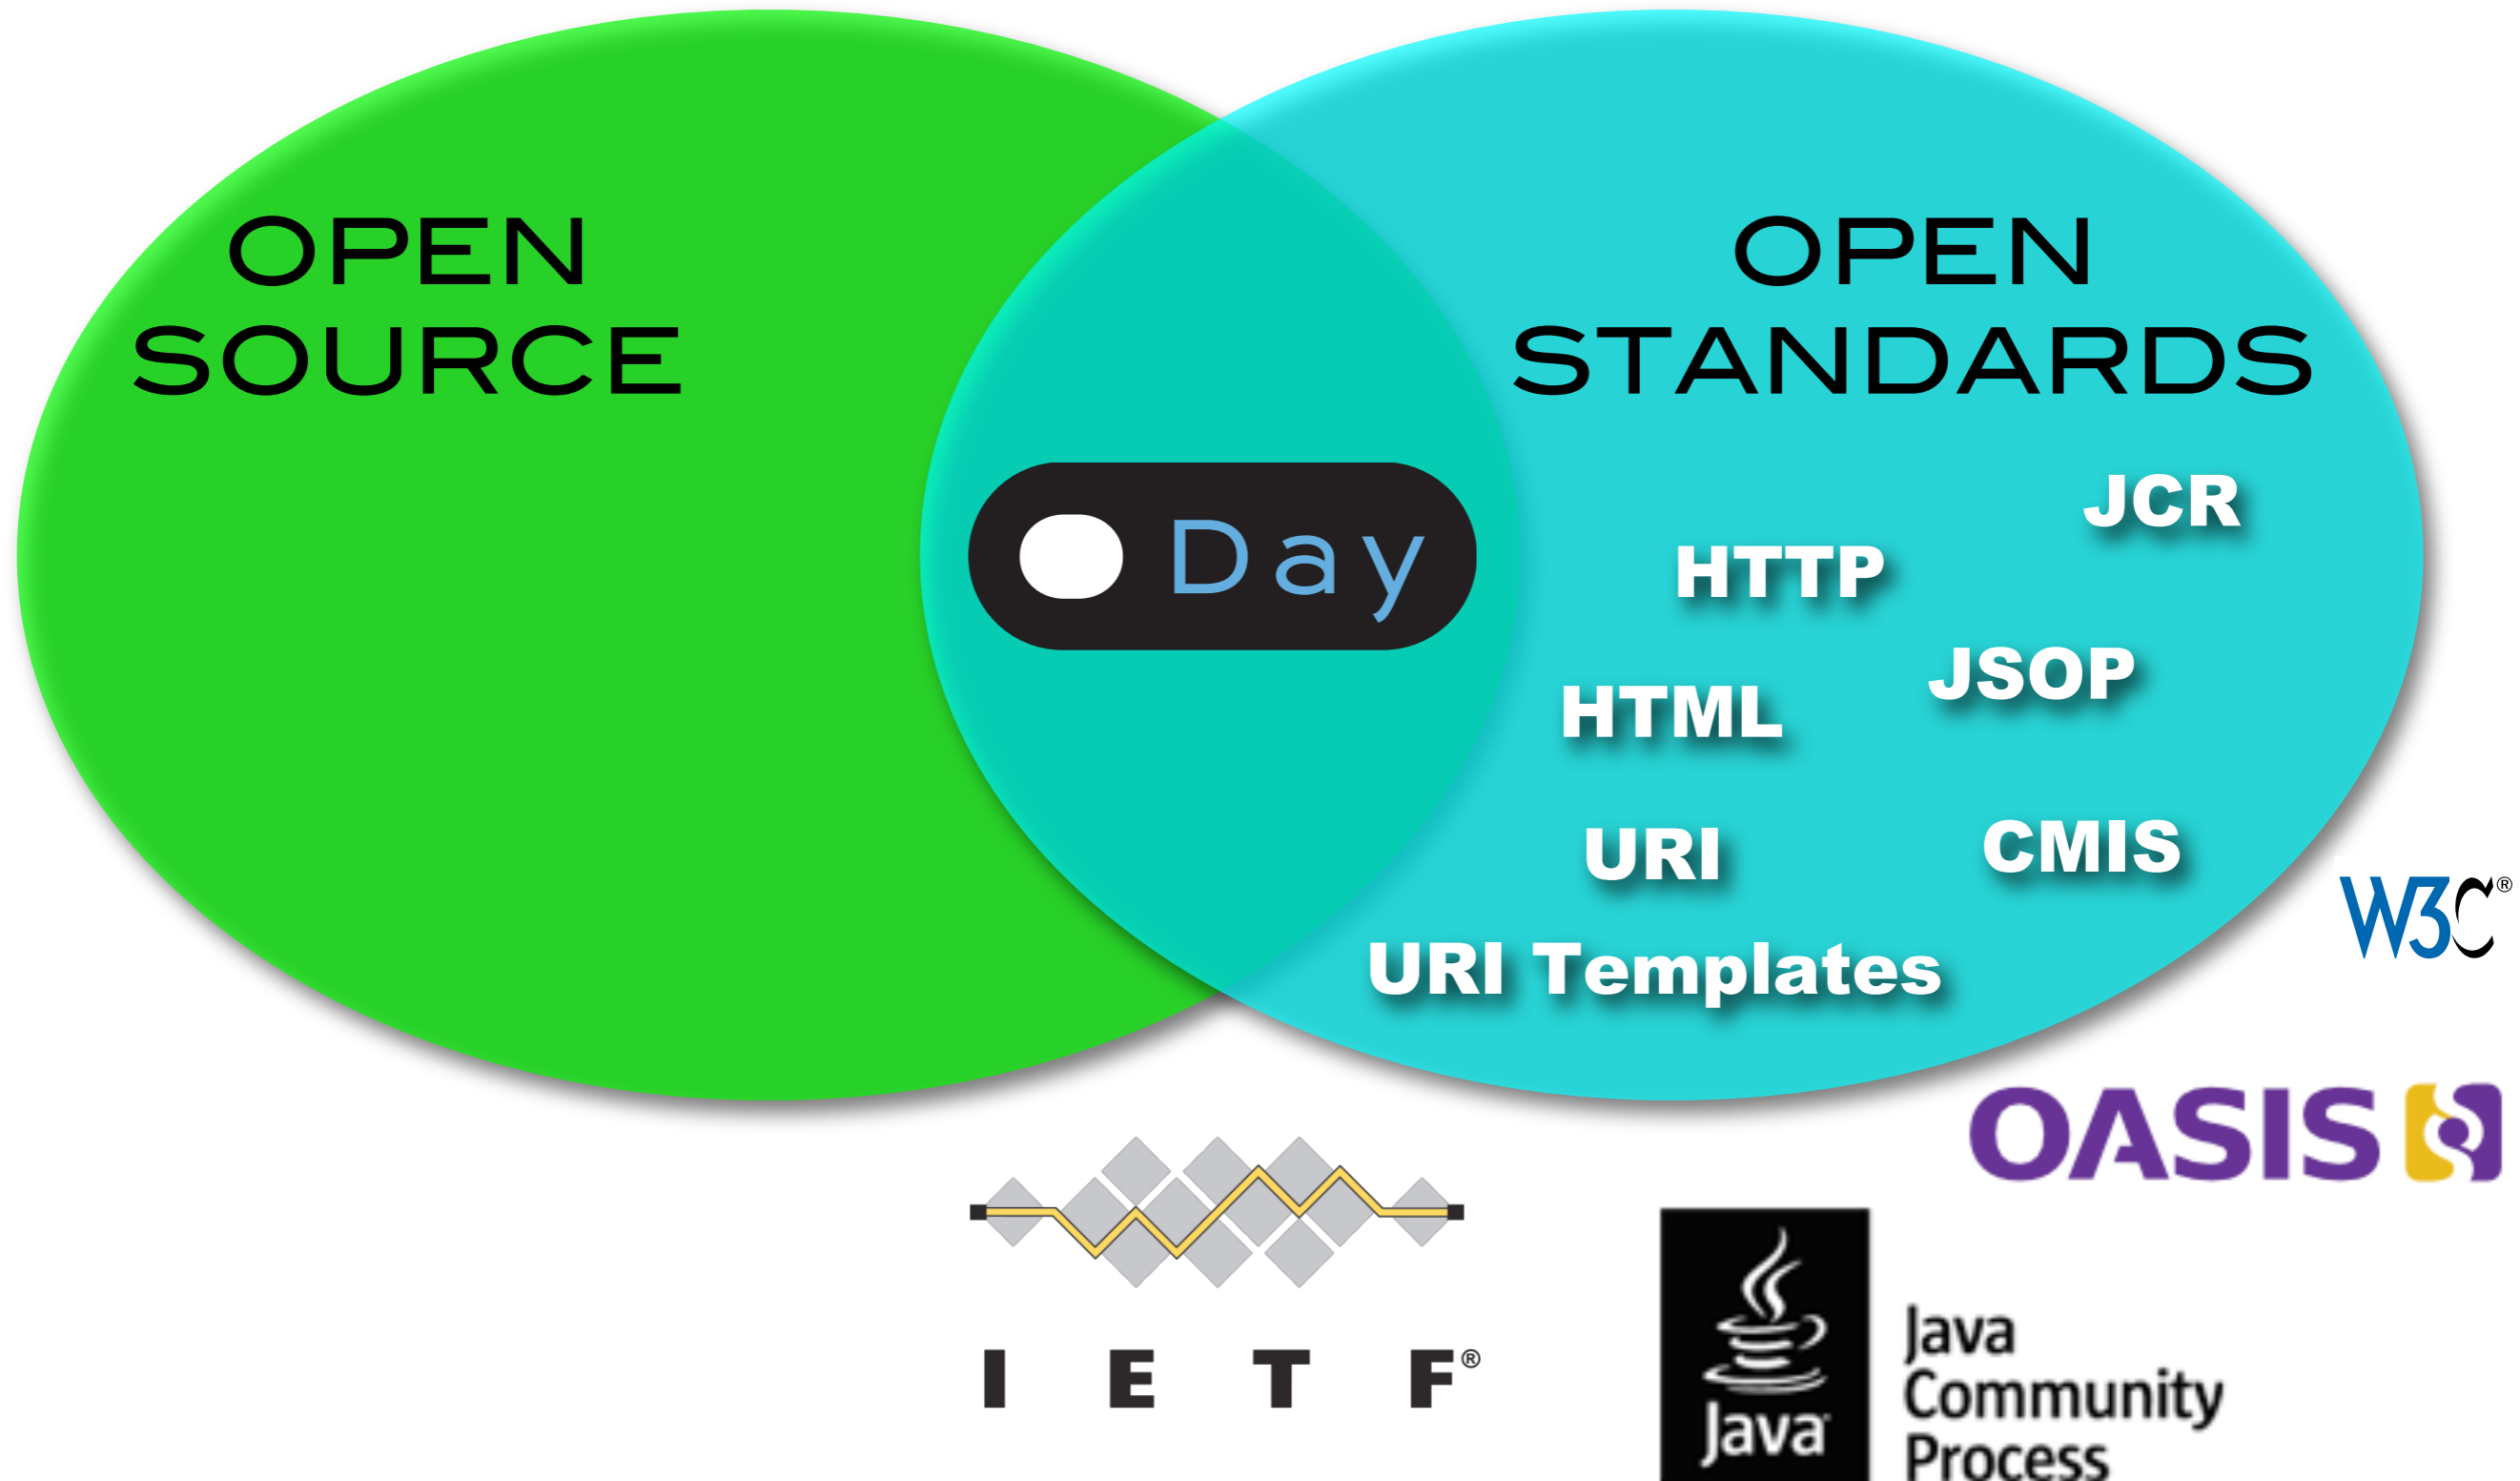 OPEN
SOURCE
OPEN
STANDARDS
Day
JCR
HTTP
JSOP
HTML
URI
CMIS
URI Templates
W3C®
OASIS
IETF®
Java
Java
Community
Process